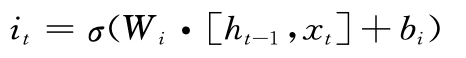 i_t = σ(W_i · [h_{t-1}, x_t] + b_i)